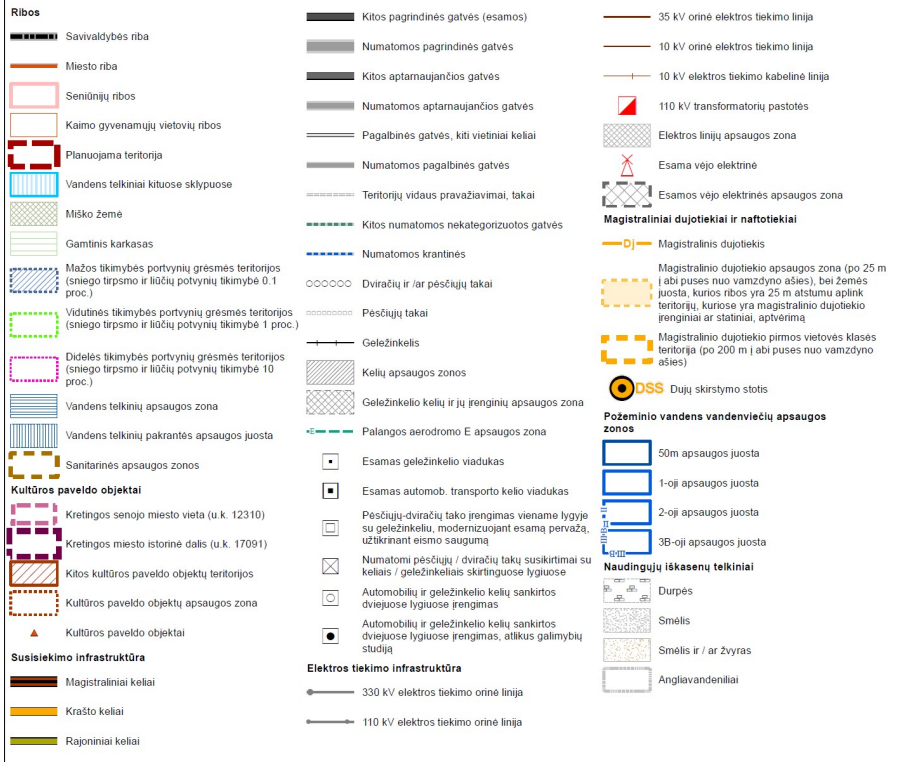 Ribos
Savivaldybės riba
Miesto riba
Seniūnijų ribos
Kaimo gyvenamųjų vietovių ribos
Planuojama teritorija
Vandens telkiniai kituose sklypuose
Miško žemė
Gamtinis karkasas
Mažos tikimybės portvynių grėsmės teritorijos
(sniego tirpsmo ir liūčių potvynių tikimybė 0.1
proc.)
Vidutinės tikimybės portvynių grėsmės teritorijos
(sniego tirpsmo ir liūčių potvynių tikimybė 1 proc.)
Didelės tikimybės portvynių grėsmės teritorijos
(sniego tirpsmo ir liūčių potvynių tikimybė 10
proc.)
Vandens telkinių apsaugos zona
Vandens telkinių pakrantės apsaugos juosta
Sanitarinės apsaugos zonos
Kultūros paveldo objektai
Kretingos senojo miesto vieta (u.k. 12310)
Kretingos miesto istorinė dalis (u.k. 17091)
Kitos kultūros paveldo objektų teritorijos
Kultūros paveldo objektų apsaugos zona
Kultūros paveldo objektai
Susisiekimo infrastruktūra
Magistraliniai keliai
Krašto keliai
Rajoniniai keliai
Kitos pagrindinės gatvės (esamos)
Numatomos pagrindinės gatvės
Kitos aptarnaujančios gatvės
Numatomos aptarnaujančios gatvės
Pagalbinės gatvės, kiti vietiniai keliai
Numatomos pagalbinės gatvės
Teritorijų vidaus pravažiavimai, takai
Kitos numatomos nekategorizuotos gatvės
Numatomos krantinės
Dviračių ir /ar pėsčiųjų takai
Pėsčiųjų takai
Geležinkelis
Kelių apsaugos zonos
Geležinkelio kelių ir jų įrenginių apsaugos zona
E
Palangos aerodromo E apsaugos zona
Esamas geležinkelio viadukas
Esamas automob. transporto kelio viadukas
Pėsčiųjų-dviračių tako įrengimas viename lygyje
su geležinkeliu, modernizuojant esamą pervažą,
užtikrinant eismo saugumą
Numatomi pėsčiųjų / dviračių takų susikirtimai su
keliais / geležinkeliais skirtinguose lygiuose
Automobilių ir geležinkelio kelių sankirtos
dviejuose lygiuose įrengimas
Automobilių ir geležinkelio kelių sankirtos
dviejuose lygiuose įrengimas, atlikus galimybių
studiją
Elektros tiekimo infrastruktūra
330 kV elektros tiekimo orinė linija
110 kV elektros tiekimo orinė linija
35 kV orinė elektros tiekimo linija
10 kV orinė elektros tiekimo linija
10 kV elektros tiekimo kabelinė linija
110 kV transformatorių pastotės
Elektros linijų apsaugos zona
Esama vėjo elektrinė
Esamos vėjo elektrinės apsaugos zona
Magistraliniai dujotiekiai ir naftotiekiai
Dj
Magistralinis dujotiekis
Magistralinio dujotiekio apsaugos zona (po 25 m
į abi puses nuo vamzdyno ašies), bei žemės
juosta, kurios ribos yra 25 m atstumu aplink
teritorijų, kuriose yra magistralinio dujotiekio
įrenginiai ar statiniai, aptvėrimą
Magistralinio dujotiekio pirmos vietovės klasės
teritorija (po 200 m į abi puses nuo vamzdyno
ašies)
DSS
Dujų skirstymo stotis
Požeminio vandens vandenviečių apsaugos
zonos
50m apsaugos juosta
1-oji apsaugos juosta
2-oji apsaugos juosta
3B-oji apsaugos juosta
Naudingųjų iškasenų telkiniai
Durpės
Smėlis
Smėlis ir / ar žvyras
Angliavandeniliai